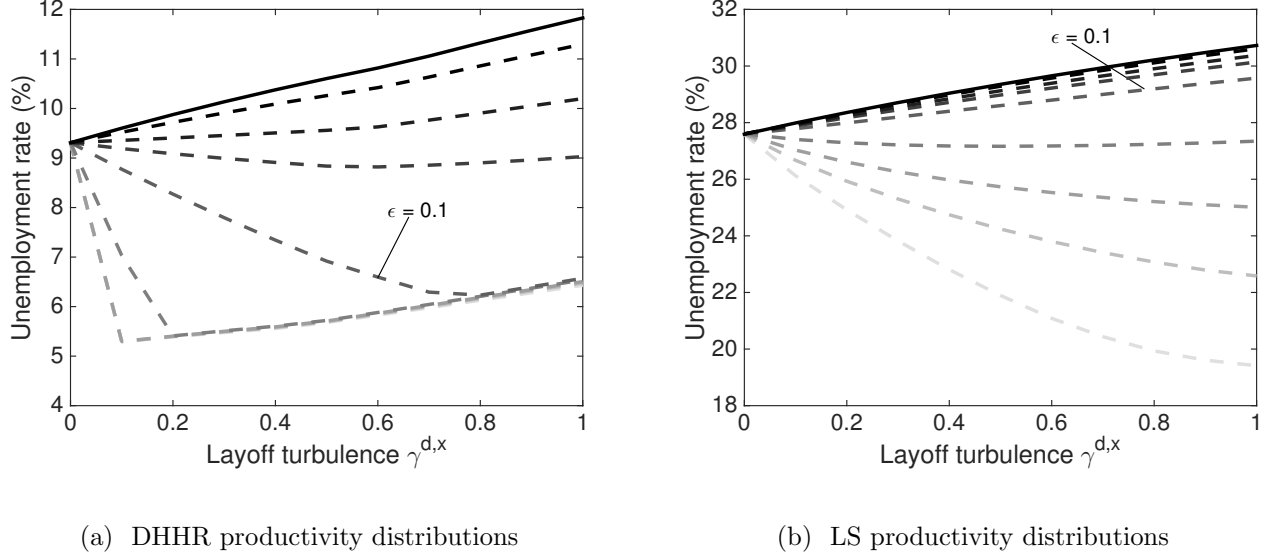 12
11
10
9
8
7
6
5
4
Unemployment rate (%)
ϵ = 0.1
0 0.2 0.4 0.6 0.8 1
Layoff turbulence γ^{d,x}
(a) DHHR productivity distributions
32
30
28
26
24
22
20
18
Unemployment rate (%)
ϵ = 0.1
0 0.2 0.4 0.6 0.8 1
Layoff turbulence γ^{d,x}
(b) LS productivity distributions